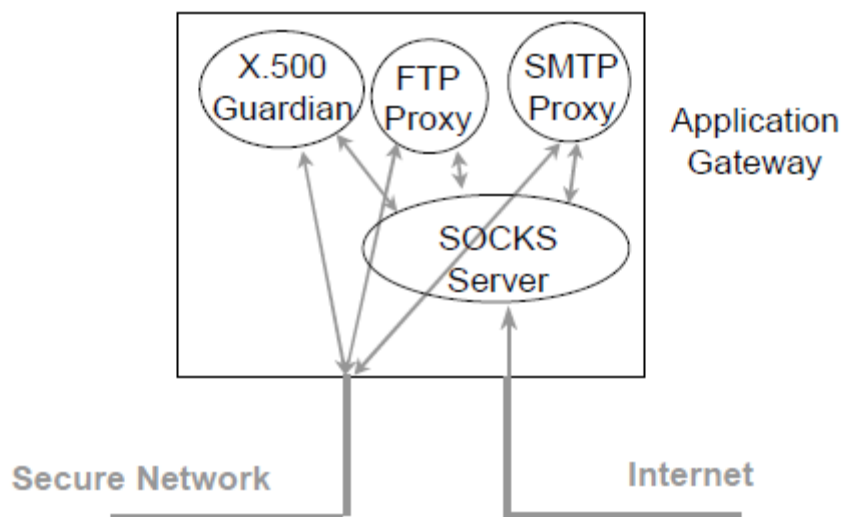 X.500
Guardian
FTP
Proxy
SMTP
Proxy
Application
Gateway
SOCKS
Server
Secure Network
Internet